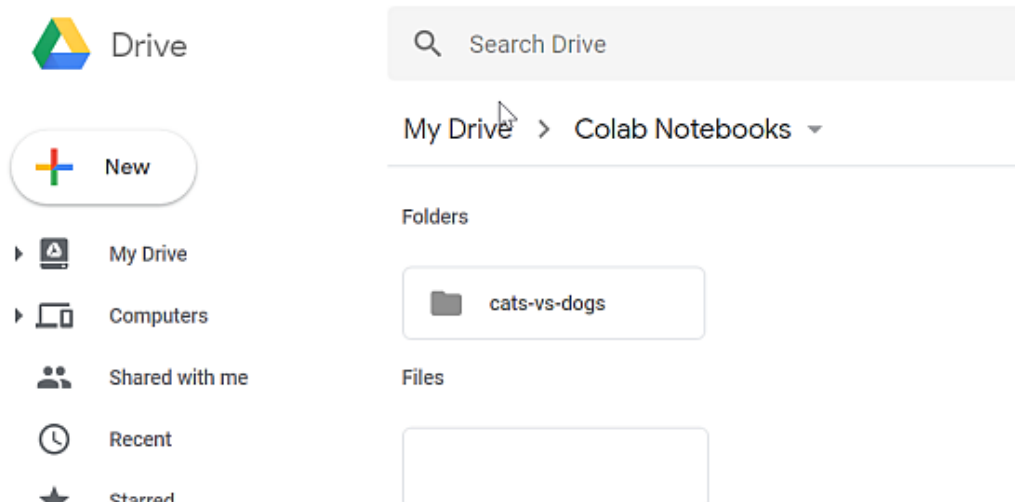 Drive
Search Drive
My Drive > Colab Notebooks
New
My Drive
Computers
Shared with me
Recent
Starred
Folders
cats-vs-dogs
Files